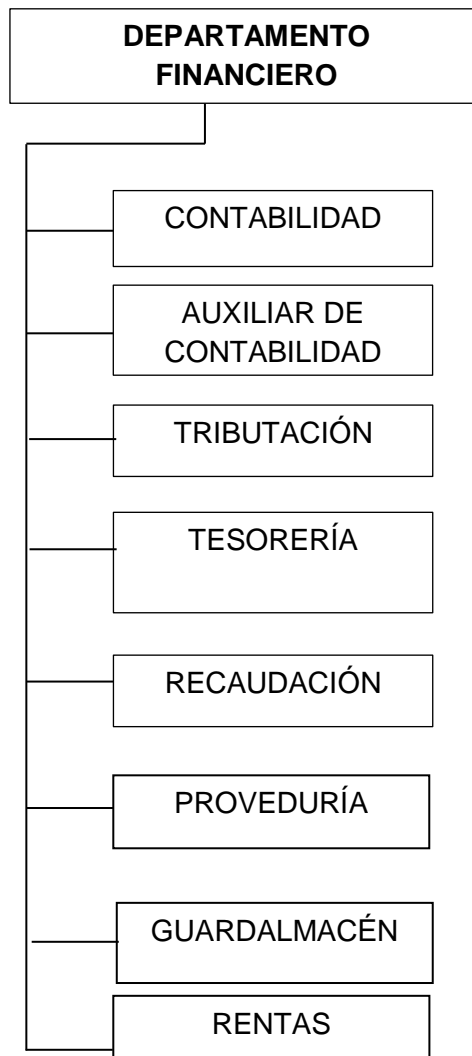 DEPARTAMENTO
FINANCIERO
CONTABILIDAD
AUXILIAR DE
CONTABILIDAD
TRIBUTACIÓN
TESORERÍA
RECAUDACIÓN
PROVEDURÍA
GUARDALMACÉN
RENTAS